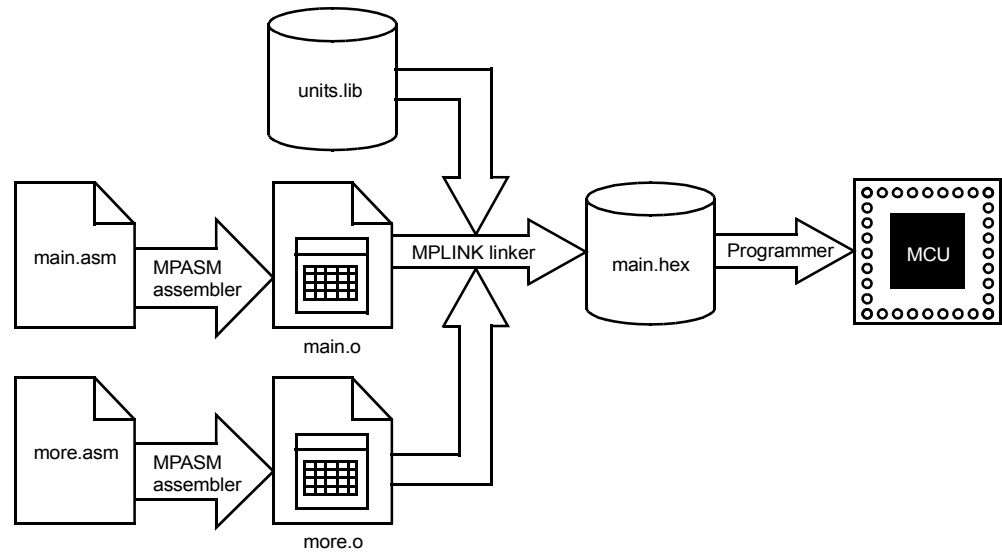 units.lib
main.asm
MPASM
assembler
main.o
MPLINK linker
main.hex
Programmer
MCU
more.asm
MPASM
assembler
more.o